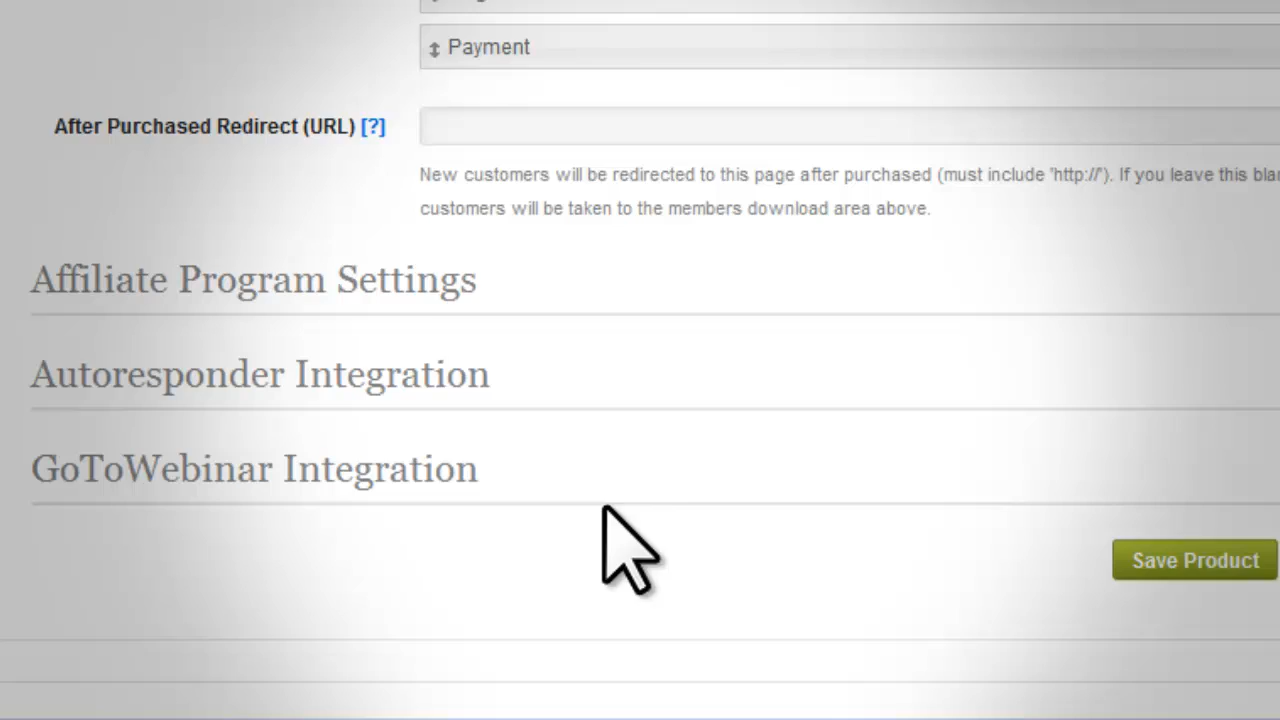 Payment
After Purchased Redirect (URL) [?]
New customers will be redirected to this page after purchased (must include 'http://'). If you leave this
customers will be taken to the members download area above.
Affiliate Program Settings
Autoresponder Integration
GoToWebinar Integration
Save Product